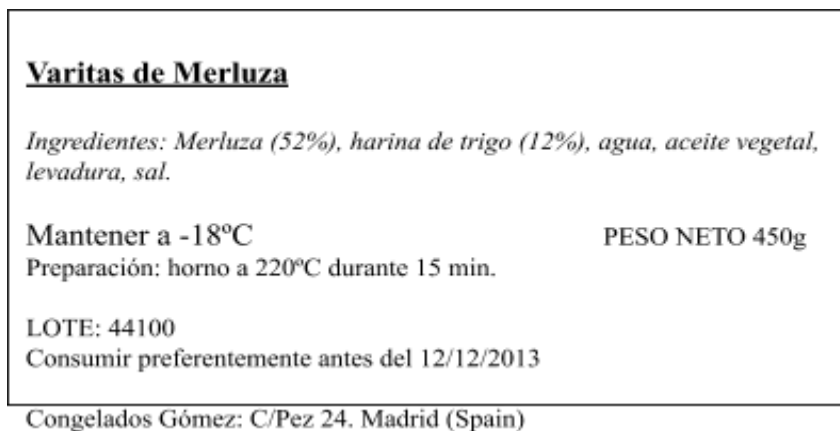 Varitas de Merluza
Ingredientes: Merluza (52%), harina de trigo (12%), agua, aceite vegetal,
levadura, sal.
Mantener a -18ºC PESO NETO 450g
Preparación: horno a 220ºC durante 15 min.
LOTE: 44100
Consumir preferentemente antes del 12/12/2013
Congelados Gómez: C/Pez 24. Madrid (Spain)